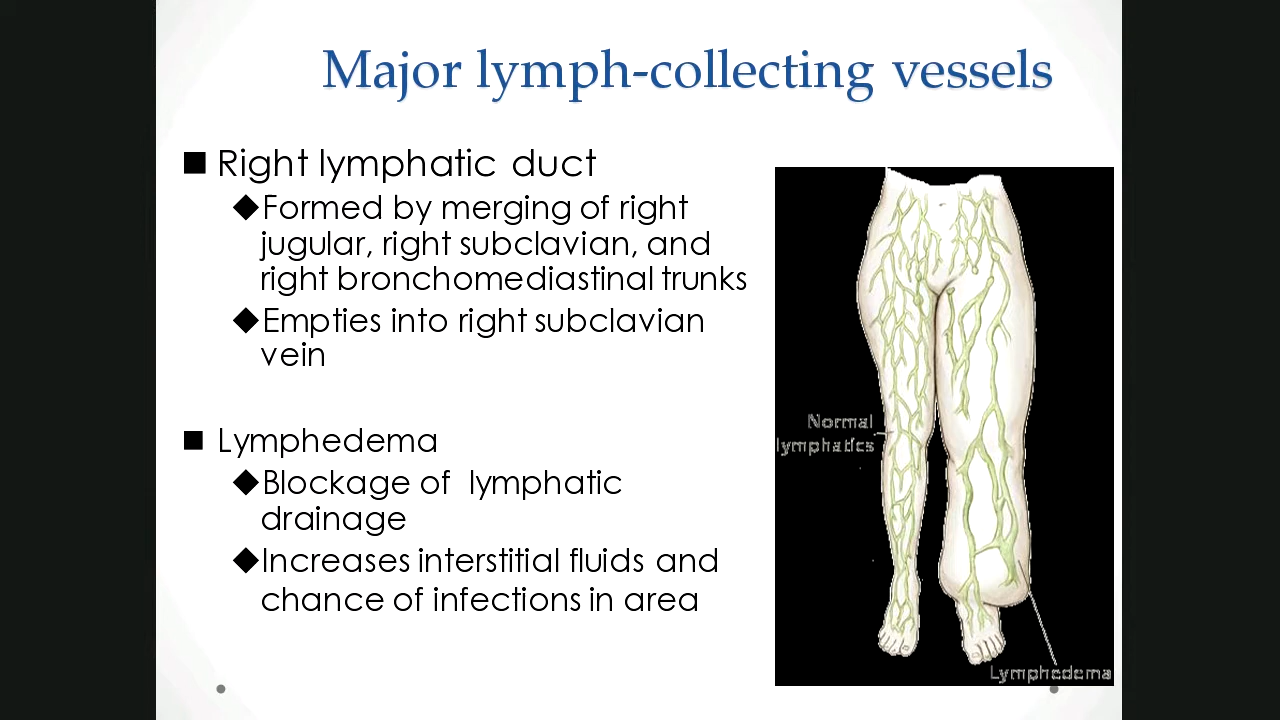 Major lymph-collecting vessels
■ Right lymphatic duct
◆Formed by merging of right
jugular, right subclavian, and
right bronchomediastinal trunks
◆Empties into right subclavian
vein
■ Lymphedema
◆Blockage of lymphatic
drainage
◆Increases interstitial fluids and
chance of infections in area
Normal
lymphatics
Lymphedema